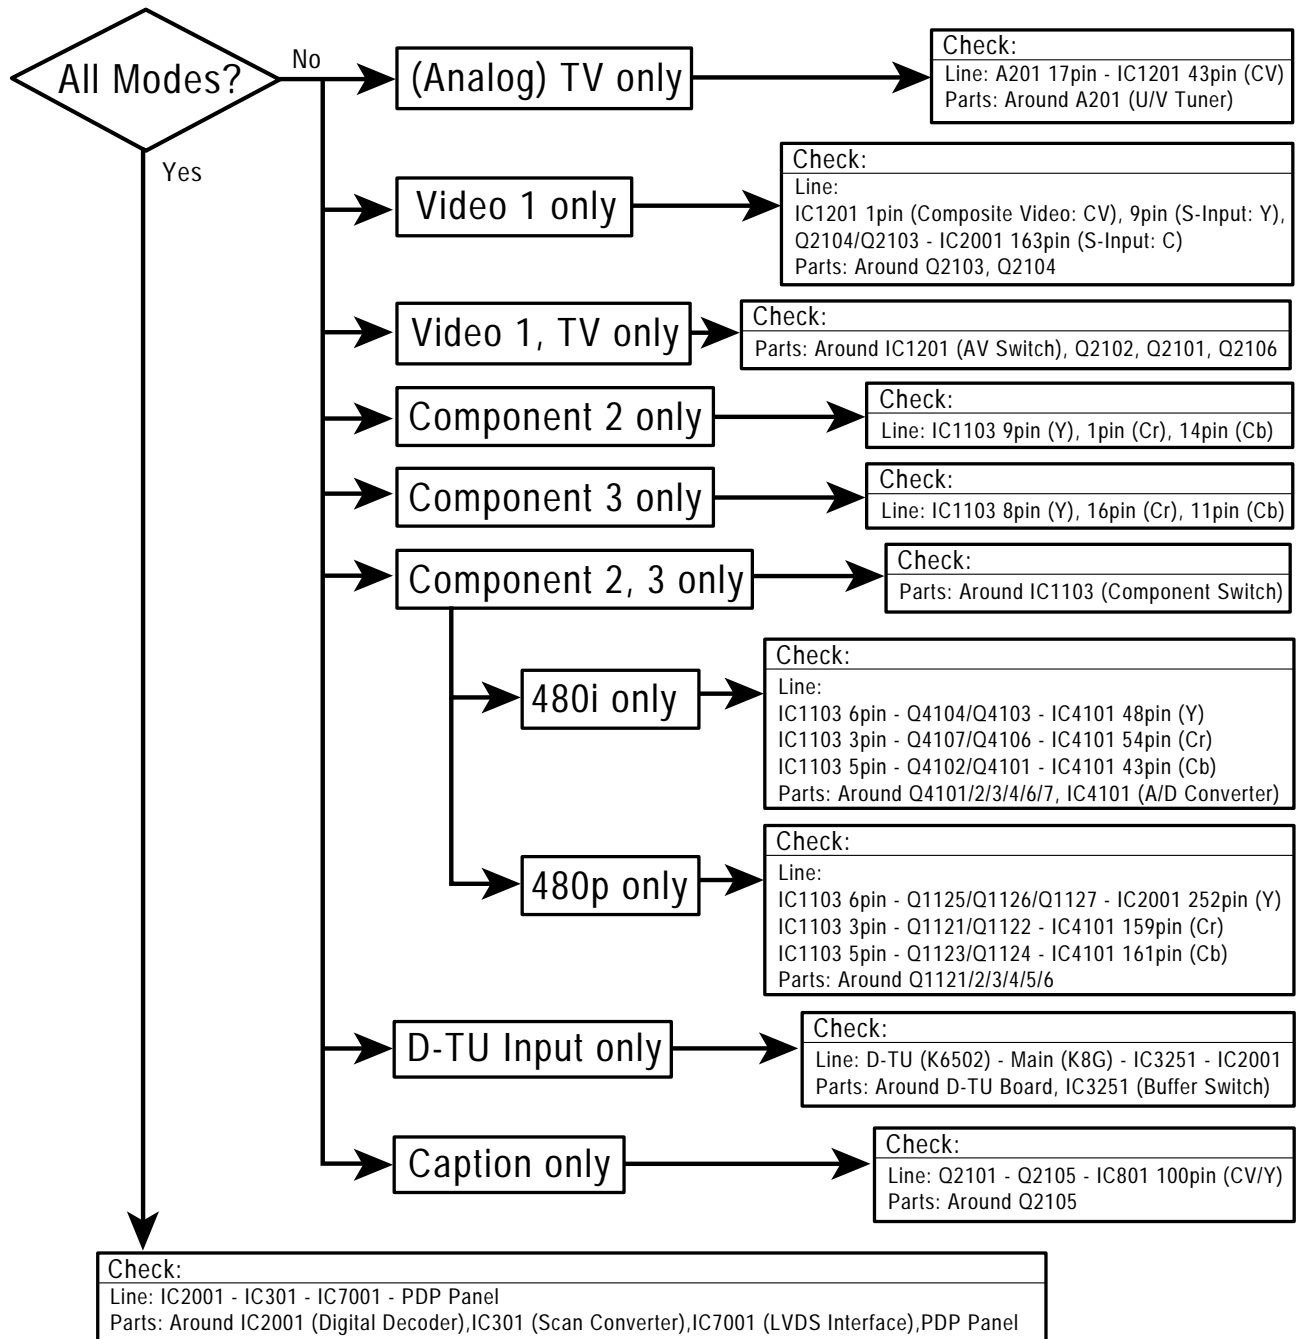 All Modes?
No
Yes
(Analog) TV only
Check:
Line: A201 17pin - IC1201 43pin (CV)
Parts: Around A201 (U/V Tuner)
Video 1 only
Check:
Line:
IC1201 1pin (Composite Video: CV), 9pin (S-Input: Y),
Q2104/Q2103 - IC2001 163pin (S-Input: C)
Parts: Around Q2103, Q2104
Video 1, TV only
Check:
Parts: Around IC1201 (AV Switch), Q2102, Q2101, Q2106
Component 2 only
Check:
Line: IC1103 9pin (Y), 1pin (Cr), 14pin (Cb)
Component 3 only
Check:
Line: IC1103 8pin (Y), 16pin (Cr), 11pin (Cb)
Component 2, 3 only
Check:
Parts: Around IC1103 (Component Switch)
480i only
Check:
Line:
IC1103 6pin - Q4104/Q4103 - IC4101 48pin (Y)
IC1103 3pin - Q4107/Q4106 - IC4101 54pin (Cr)
IC1103 5pin - Q4102/Q4101 - IC4101 43pin (Cb)
Parts: Around Q4101/2/3/4/6/7, IC4101 (A/D Converter)
480p only
Check:
Line:
IC1103 6pin - Q1125/Q1126/Q1127 - IC2001 252pin (Y)
IC1103 3pin - Q1121/Q1122 - IC4101 159pin (Cr)
IC1103 5pin - Q1123/Q1124 - IC4101 161pin (Cb)
Parts: Around Q1121/2/3/4/5/6
D-TU Input only
Check:
Line: D-TU (K6502) - Main (K8G) - IC3251 - IC2001
Parts: Around D-TU Board, IC3251 (Buffer Switch)
Caption only
Check:
Line: Q2101 - Q2105 - IC801 100pin (CV/Y)
Parts: Around Q2105
Check:
Line: IC2001 - IC301 - IC7001 - PDP Panel
Parts: Around IC2001 (Digital Decoder),IC301 (Scan Converter),IC7001 (LVDS Interface),PDP Panel